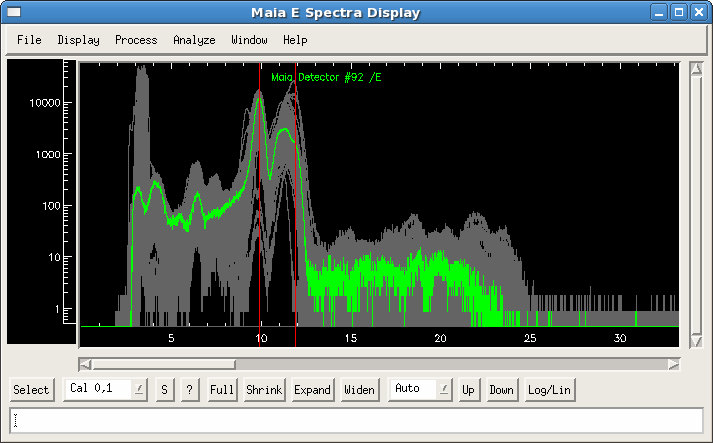 Maia E Spectra Display
File Display Process Analyze Window Help
Maia Detector #92 /E
10000
1000
100
10
1
5 10 15 20 25 30
Select Cal 0,1 S ? Full Shrink Expand Widen Auto Up Down Log/Lin